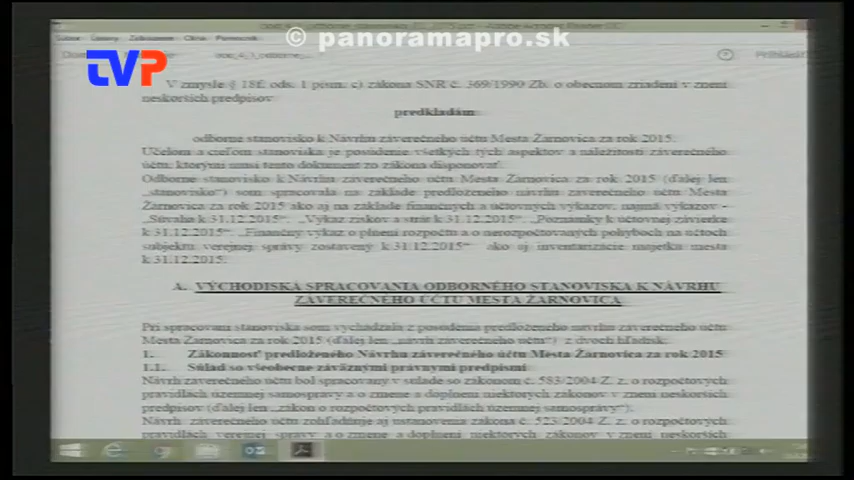 © panoramapro.sk
TVP
V zmysle § 18f, ods. 1 písm. c) zákona SNR č. 369/1990 Zb. o obecnom zriadení v znení
neskorších predpisov
predkladám
odborné stanovisko k Návrhu záverečného účtu Mesta Žarnovica za rok 2015.
Účelom a cieľom stanoviska je posúdenie všetkých tých aspektov a náležitostí záverečného
účtu, ktorými musí tento dokument zo zákona disponovať.
Odborné stanovisko k Návrhu záverečného účtu Mesta Žarnovica za rok 2015 (ďalej len
„stanovisko") som spracovala na základe predloženého návrhu záverečného účtu Mesta
Žarnovica za rok 2015 ako aj na základe finančných a účtovných výkazov, najmä výkazov -
„Súvaha k 31.12.2015", „Výkaz ziskov a strát k 31.12.2015", „Poznámky k účtovnej závierke
k 31.12.2015", „Finančný výkaz o plnení rozpočtu a o nerozpočtovaných pohyboch na účtoch
subjektu verejnej správy zostavený k 31.12.2015" ako aj inventarizácie majetku mesta
k 31.12.2015.
A. VÝCHODISKÁ SPRACOVANIA ODBORNÉHO STANOVISKA K NÁVRHU
ZÁVEREČNÉHO ÚČTU MESTA ŽARNOVICA
Pri spracovaní stanoviska som vychádzala z posúdenia predloženého návrhu záverečného účtu
Mesta Žarnovica za rok 2015 (ďalej len „návrh záverečného účtu") z dvoch hľadísk:
1. Zákonnosť predloženého Návrhu záverečného účtu Mesta Žarnovica za rok 2015
1.1. Súlad so všeobecne záväznými právnymi predpismi
Návrh záverečného účtu bol spracovaný v súlade so zákonom č. 583/2004 Z. z. o rozpočtových
pravidlách územnej samosprávy a o zmene a doplnení niektorých zákonov v znení neskorších
predpisov (ďalej len „zákon o rozpočtových pravidlách územnej samosprávy").
Návrh záverečného účtu zohľadňuje aj ustanovenia zákona č. 523/2004 Z. z. o rozpočtových
pravidlách verejnej správy a o zmene a doplnení niektorých zákonov v znení neskorších